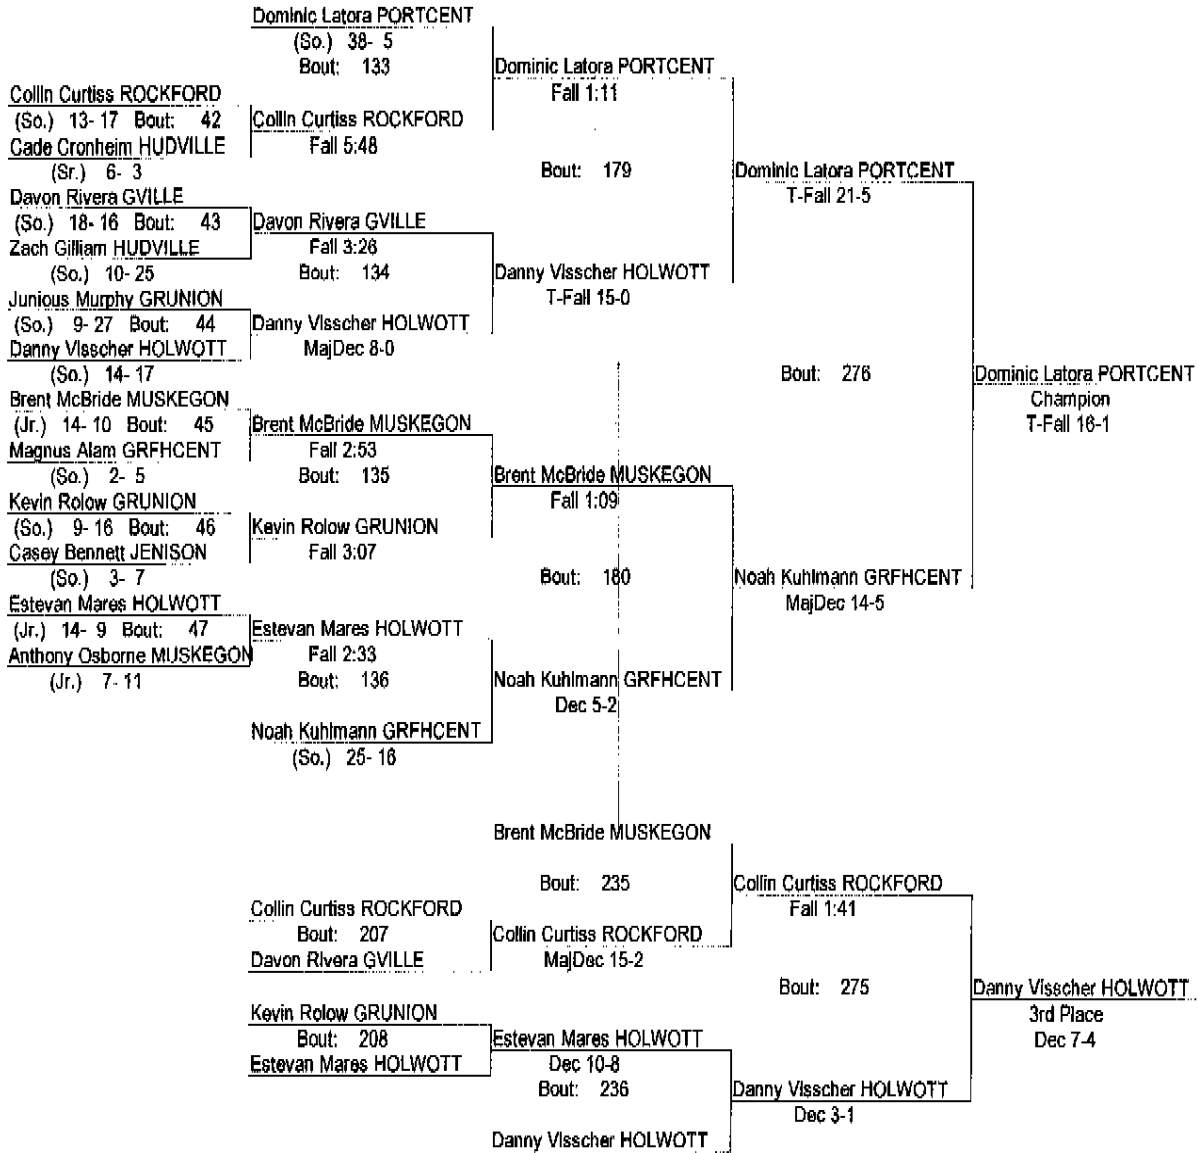 Dominic Latora PORTCENT
(So.) 38- 5
Bout: 133
Dominic Latora PORTCENT
Fall 1:11
Collin Curtiss ROCKFORD
(So.) 13- 17 Bout: 42
Collin Curtiss ROCKFORD
Fall 5:48
Cade Cronheim HUDVILLE
(Sr.) 6- 3
Bout: 179
Dominic Latora PORTCENT
T-Fall 21-5
Davon Rivera GVILLE
(So.) 18- 16 Bout: 43
Davon Rivera GVILLE
Fall 3:26
Bout: 134
Zach Gilliam HUDVILLE
(So.) 10- 25
Danny Visscher HOLWOTT
T-Fall 15-0
Junious Murphy GRUNION
(So.) 9- 27 Bout: 44
Danny Visscher HOLWOTT
MajDec 8-0
Danny Visscher HOLWOTT
(So.) 14- 17
Bout: 276
Dominic Latora PORTCENT
Champion
T-Fall 16-1
Brent McBride MUSKEGON
(Jr.) 14- 10 Bout: 45
Brent McBride MUSKEGON
Fall 2:53
Bout: 135
Magnus Alam GRFHCENT
(So.) 2- 5
Brent McBride MUSKEGON
Fall 1:09
Kevin Rolow GRUNION
(So.) 9- 16 Bout: 46
Kevin Rolow GRUNION
Fall 3:07
Casey Bennett JENISON
(So.) 3- 7
Bout: 180
Noah Kuhlmann GRFHCENT
MajDec 14-5
Estevan Mares HOLWOTT
(Jr.) 14- 9 Bout: 47
Estevan Mares HOLWOTT
Fall 2:33
Bout: 136
Anthony Osborne MUSKEGON
(Jr.) 7- 11
Noah Kuhlmann GRFHCENT
Dec 5-2
Noah Kuhlmann GRFHCENT
(So.) 25- 16
Brent McBride MUSKEGON
Bout: 235
Collin Curtiss ROCKFORD
Fall 1:41
Collin Curtiss ROCKFORD
Bout: 207
Davon Rivera GVILLE
Collin Curtiss ROCKFORD
MajDec 15-2
Bout: 275
Danny Visscher HOLWOTT
3rd Place
Dec 7-4
Kevin Rolow GRUNION
Bout: 208
Estevan Mares HOLWOTT
Estevan Mares HOLWOTT
Dec 10-8
Bout: 236
Danny Visscher HOLWOTT
Dec 3-1
Danny Visscher HOLWOTT